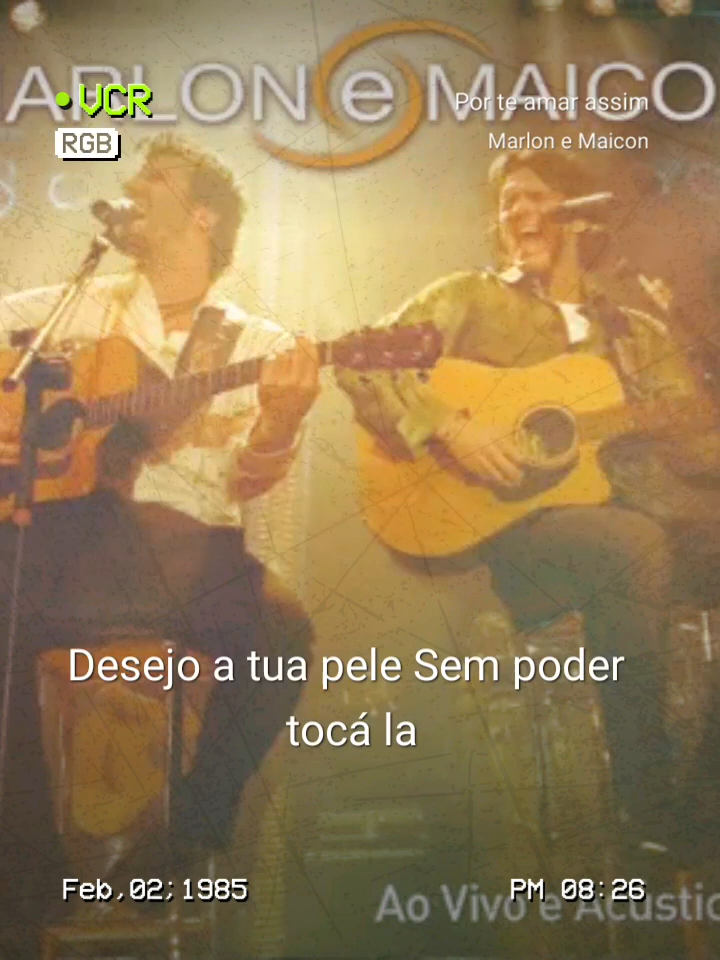 ARLON e MAICO
• VCR
Por te amar assim
RGB
Marlon e Maicon
Desejo a tua pele Sem poder
tocá la
Feb,02;1985
PM 08:26
Ao Vivo e Acústic